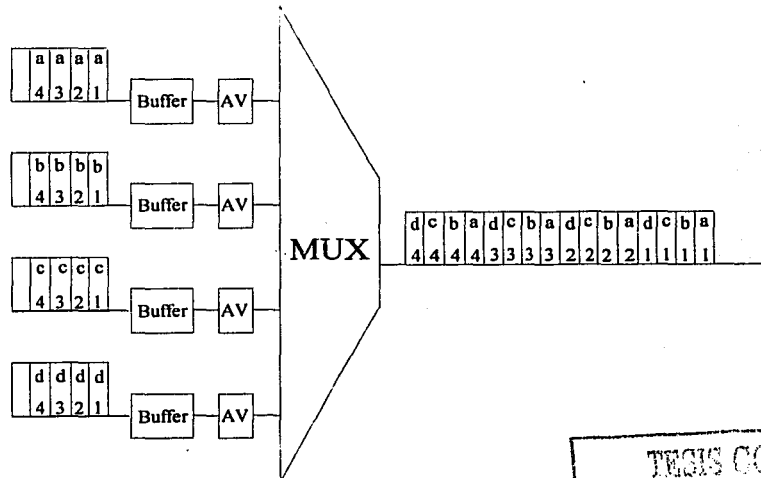 a a a a
4 3 2 1
Buffer AV
b b b b
4 3 2 1
Buffer AV
c c c c
4 3 2 1
Buffer AV
d d d d
4 3 2 1
Buffer AV
MUX
d c b a d c b a d c b a d c b a
4 4 4 4 3 3 3 3 2 2 2 2 1 1 1 1
TESIS